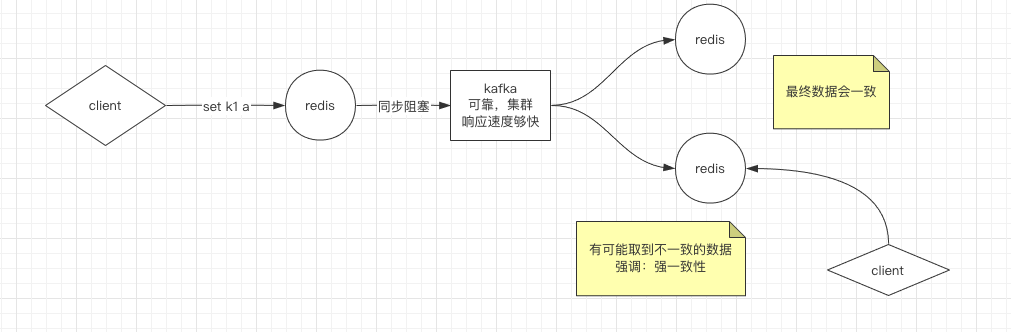 client
set k1 a
redis
同步阻塞
kafka
可靠，集群
响应速度够快
redis
最终数据会一致
redis
有可能取到不一致的数据
强调：强一致性
client